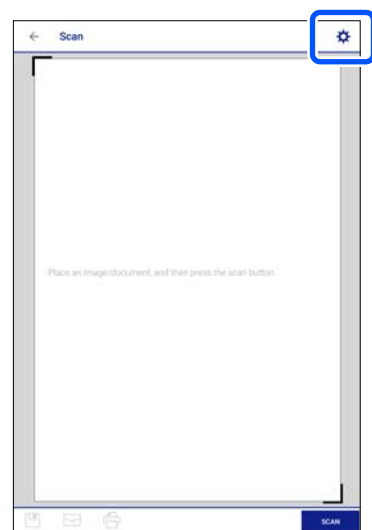 Scan
Place an image/document, and then press the scan button.
SCAN